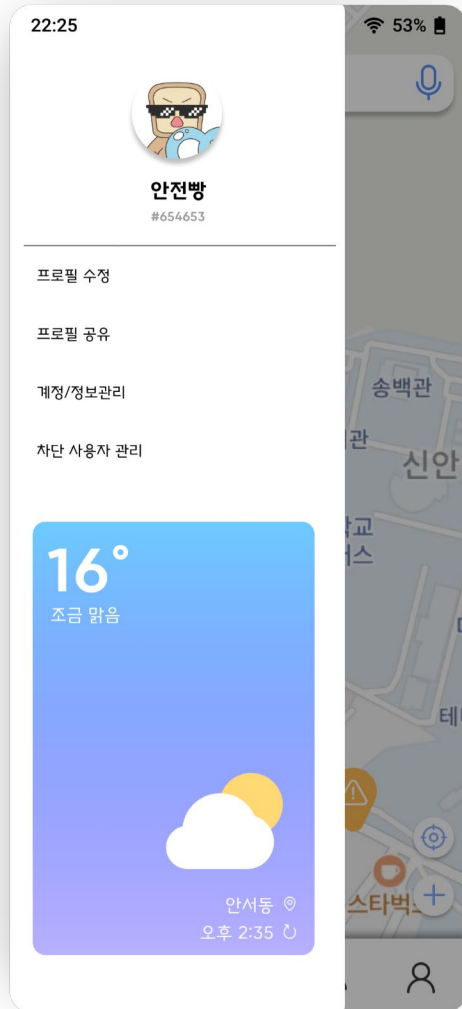 22:25
53%
안전빵
#654653
프로필 수정
프로필 공유
계정/정보관리
차단 사용자 관리
송백관
관
신안
교
스
16°
조금 맑음
테
스타벅
안서동
오후 2:35